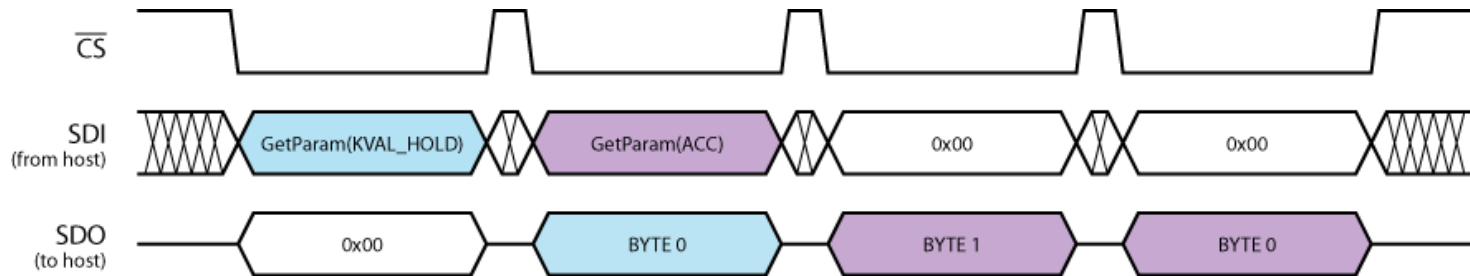 CS
SDI
(from host)
GetParam(KVAL_HOLD)
GetParam(ACC)
0x00
0x00
SDO
(to host)
0x00
BYTE 0
BYTE 1
BYTE 0